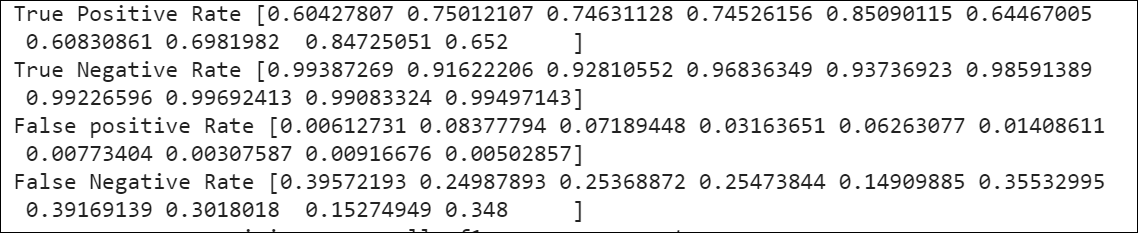 True Positive Rate [0.60427807 0.75012107 0.74631128 0.74526156 0.85090115 0.64467005
 0.60830861 0.6981982  0.84725051 0.652     ]
True Negative Rate [0.99387269 0.91622206 0.92810552 0.96836349 0.93736923 0.98591389
 0.99226596 0.99692413 0.99083324 0.99497143]
False positive Rate [0.00612731 0.08377794 0.07189448 0.03163651 0.06263077 0.01408611
 0.00773404 0.00307587 0.00916676 0.00502857]
False Negative Rate [0.39572193 0.24987893 0.25368872 0.25473844 0.14909885 0.35532995
 0.39169139 0.3018018  0.15274949 0.348     ]